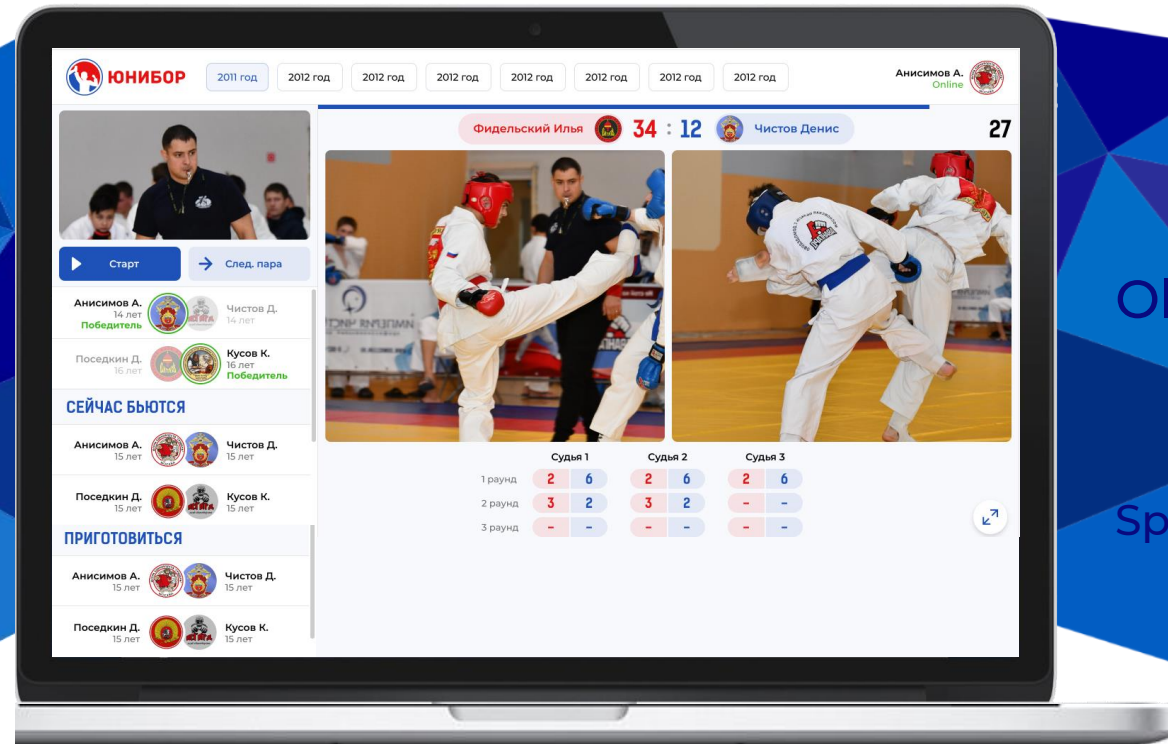 ЮНИБОР
2011 год
2012 год
2012 год
2012 год
2012 год
2012 год
2012 год
2012 год
Анисимов А.
Online
Старт
След. пара
Анисимов А.
14 лет
Победитель
Чистов Д.
14 лет
Поседкин Д.
16 лет
Кусов К.
16 лет
Победитель
СЕЙЧАС БЬЮТСЯ
Анисимов А.
15 лет
Чистов Д.
15 лет
Поседкин Д.
15 лет
Кусов К.
15 лет
ПРИГОТОВИТЬСЯ
Анисимов А.
15 лет
Чистов Д.
15 лет
Поседкин Д.
15 лет
Кусов К.
15 лет
Фидельский Илья 34 : 12 Чистов Денис
27
Судья 1 Судья 2 Судья 3
1 раунд 2 6 2 6 2 6
2 раунд 3 2 3 2 - -
3 раунд - - - - - -
Sp